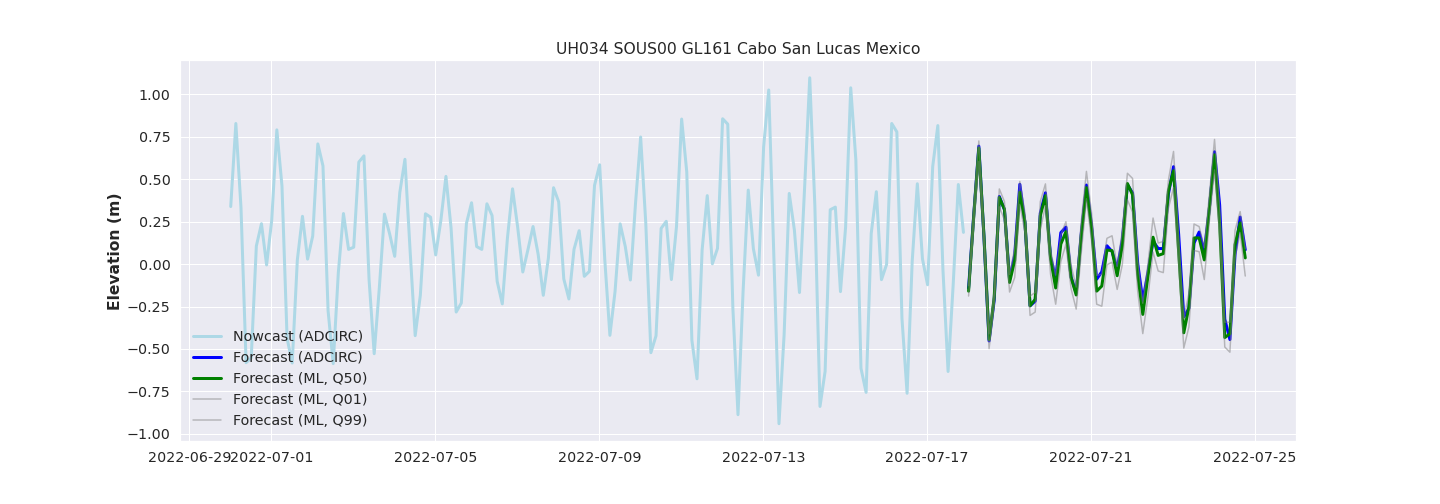 UH034 SOUS00 GL161 Cabo San Lucas Mexico
Elevation (m)
1.00
0.75
0.50
0.25
0.00
−0.25
−0.50
−0.75
−1.00
Nowcast (ADCIRC)
Forecast (ADCIRC)
Forecast (ML, Q50)
Forecast (ML, Q01)
Forecast (ML, Q99)
2022-06-29 2022-07-01 2022-07-05 2022-07-09 2022-07-13 2022-07-17 2022-07-21 2022-07-25